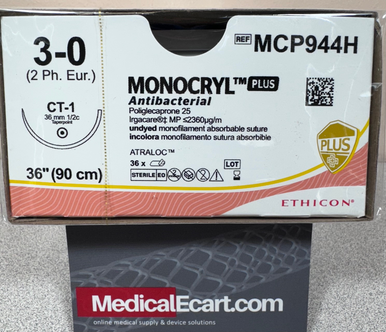 3-0
(2 Ph. Eur.)
CT-1
36 mm 1/2c
Taperpoint
36" (90 cm)
REF MCP944H
MONOCRYL™ PLUS
Antibacterial
Poliglecaprone 25
Irgacare®‡ MP ≤2360µg/m
undyed monofilament absorbable suture
incolora monofilamento sutura absorbible
ATRALOC™
36 x
LOT
STERILE EO
PLUS
ETHICON™
MedicalEcart.com
online medical supply & device solutions